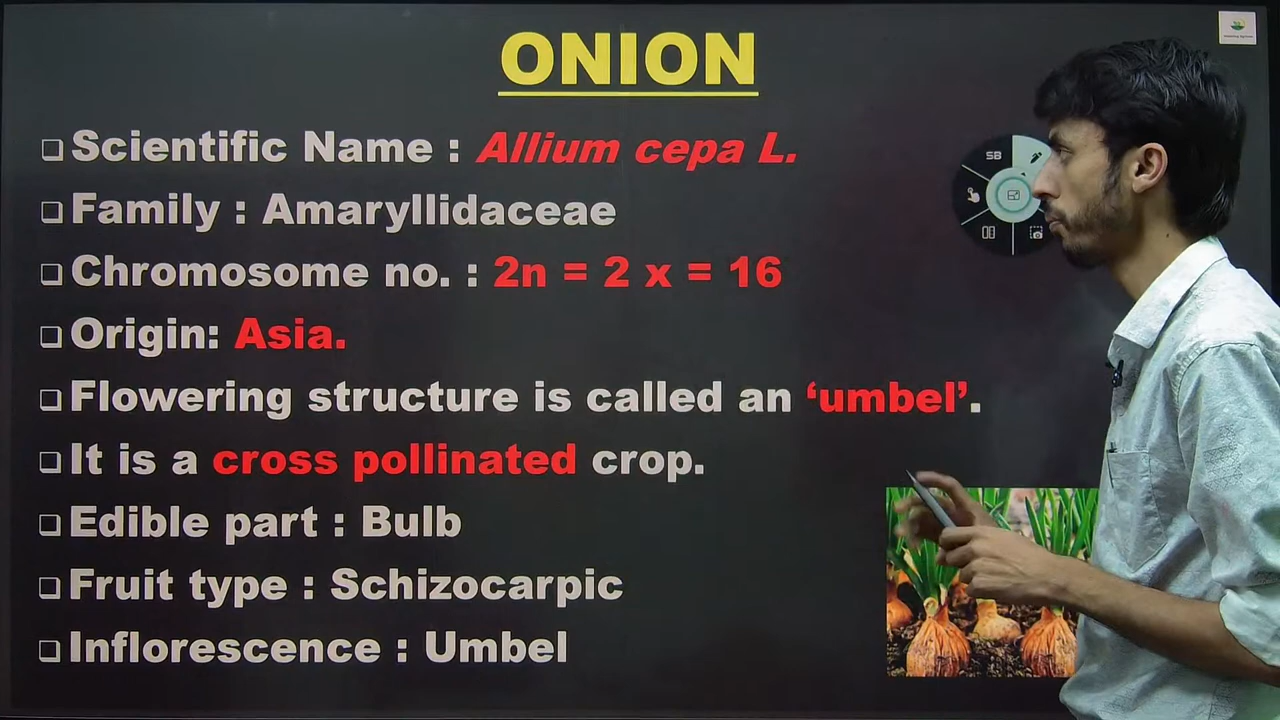 ONION
Scientific Name : Allium cepa L.
Family : Amaryllidaceae
Chromosome no. : 2n = 2 x = 16
SB
Origin: Asia.
Flowering structure is called an ‘umbel’.
It is a cross pollinated crop.
Edible part : Bulb
Fruit type : Schizocarpic
Inflorescence : Umbel